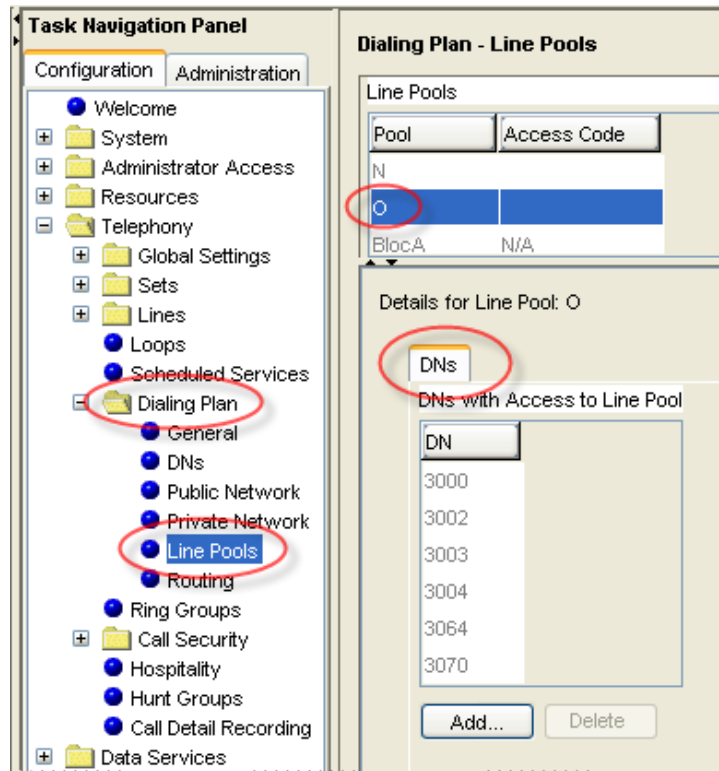 Task Navigation Panel
Configuration
Administration
Welcome
System
Administrator Access
Resources
Telephony
Global Settings
Sets
Lines
Loops
Scheduled Services
Dialing Plan
General
DNs
Public Network
Private Network
Line Pools
Routing
Ring Groups
Call Security
Hospitality
Hunt Groups
Call Detail Recording
Data Services
Dialing Plan - Line Pools
Line Pools
Pool Access Code
N
O
BlocA N/A
Details for Line Pool: O
DNs
DNs with Access to Line Pool
DN
3000
3002
3003
3004
3064
3070
Add... Delete